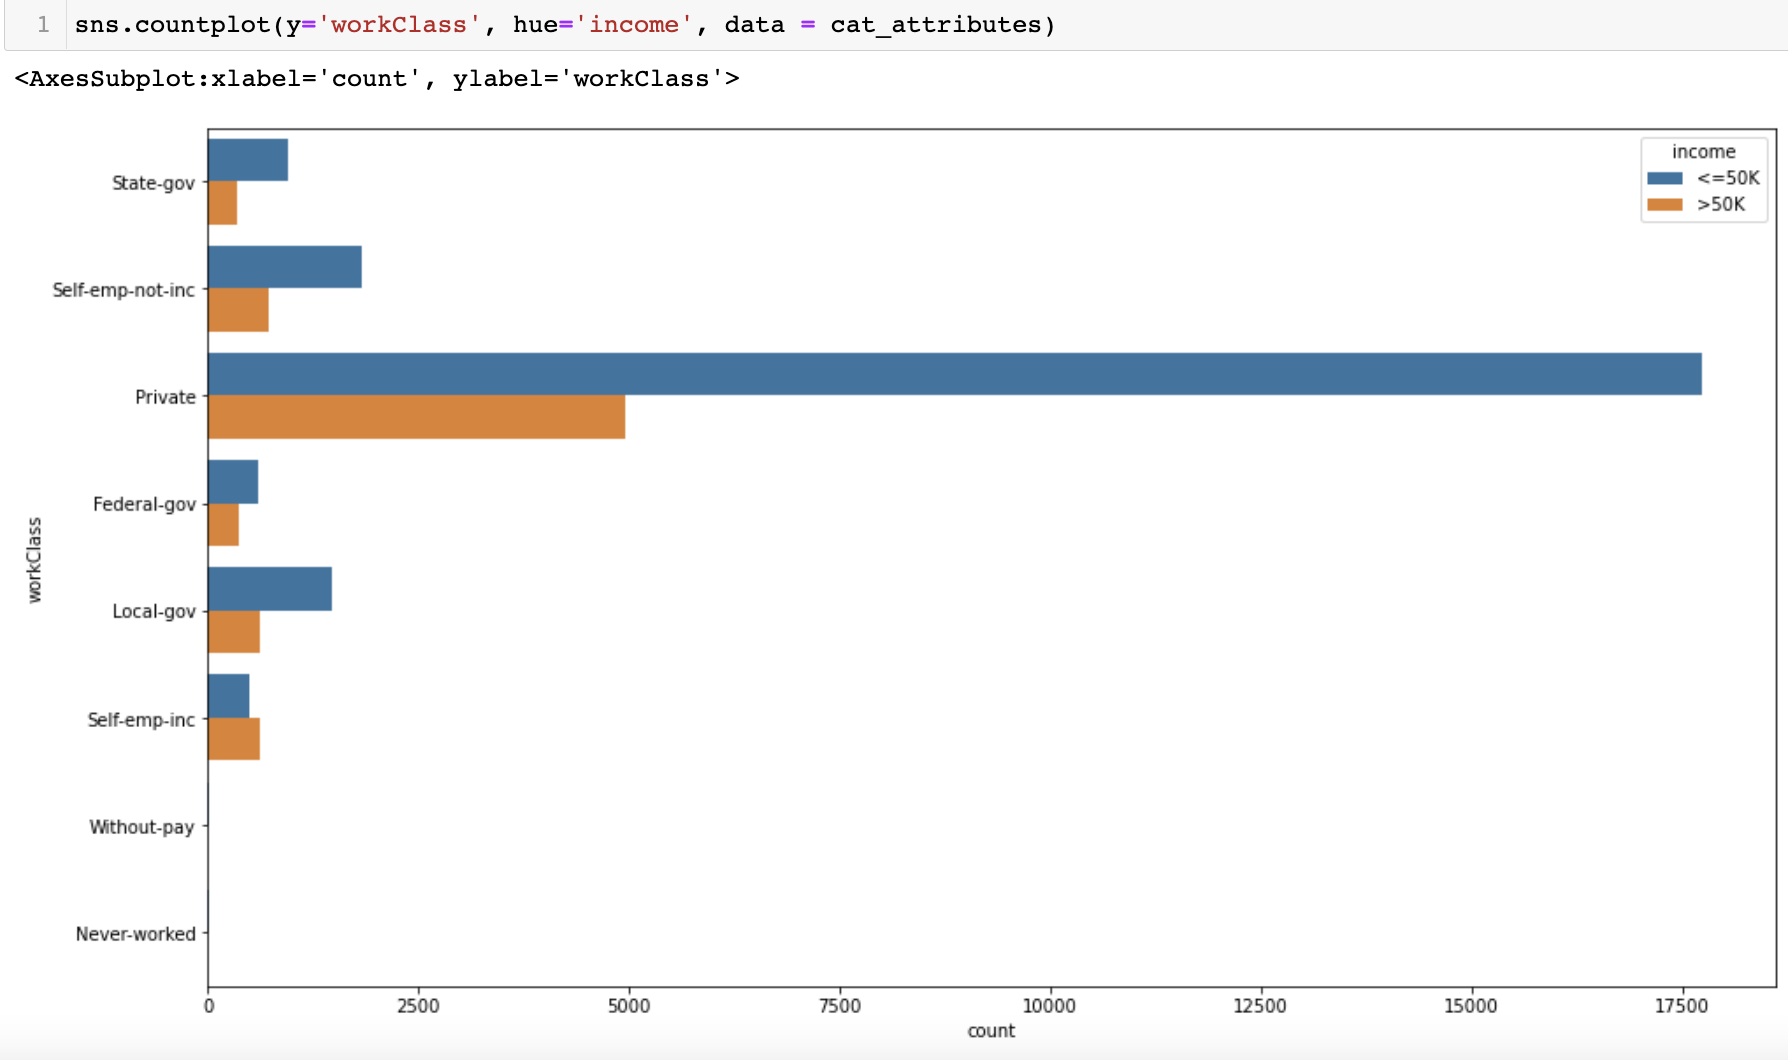 1 sns.countplot(y='workClass', hue='income', data = cat_attributes)
<AxesSubplot:xlabel='count', ylabel='workClass'>
income
<=50K
>50K
State-gov
Self-emp-not-inc
Private
Federal-gov
Local-gov
Self-emp-inc
Without-pay
Never-worked
workClass
0 2500 5000 7500 10000 12500 15000 17500
count